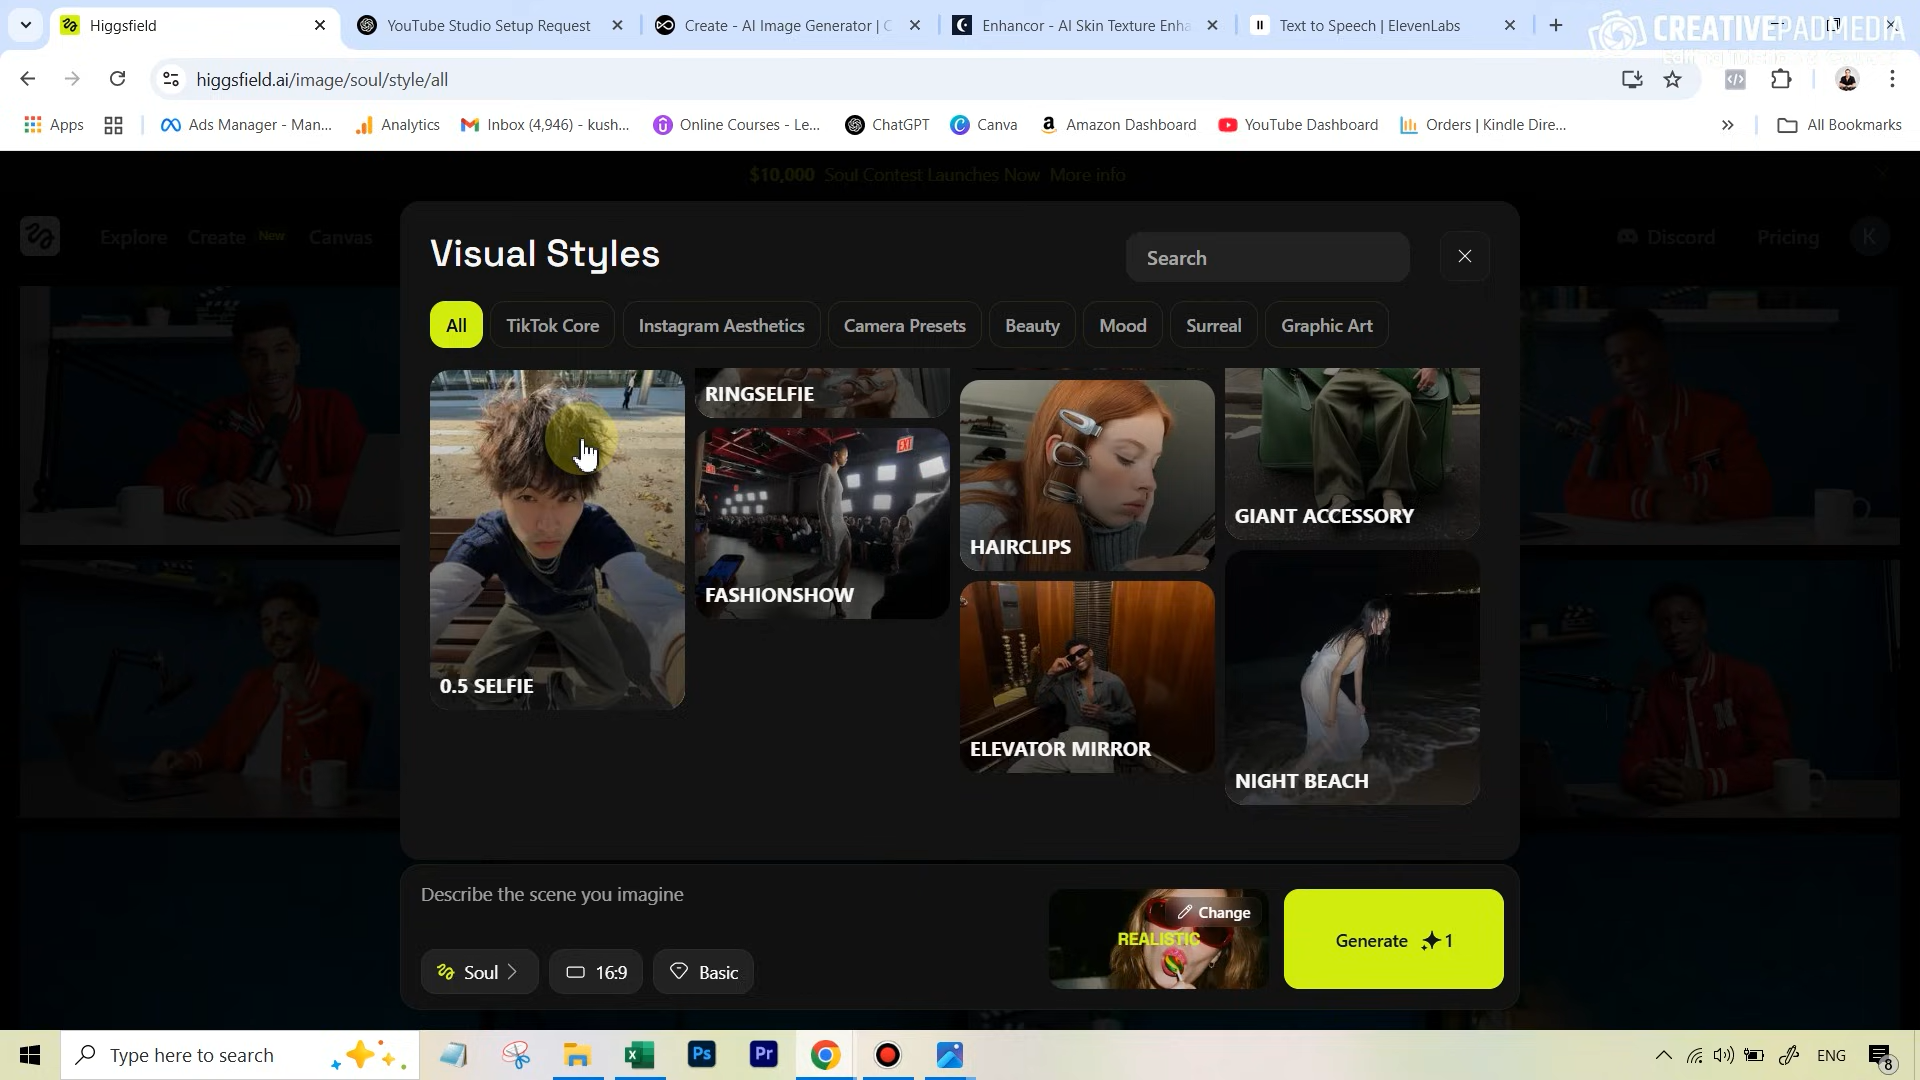 Higgsfield
YouTube Studio Setup Request
Create - AI Image Generator | C
Enhancor - AI Skin Texture Enha
Text to Speech | ElevenLabs
CREATIVEPADMEDIA
higgsfield.ai/image/soul/style/all
Apps
Ads Manager - Man...
Analytics
Inbox (4,946) - kush...
Online Courses - Le...
ChatGPT
Canva
Amazon Dashboard
YouTube Dashboard
Orders | Kindle Dire...
All Bookmarks
$10,000 Soul Contest Launches Now More info
Explore
Create New
Canvas
Discord
Pricing
K
Visual Styles
Search
All
TikTok Core
Instagram Aesthetics
Camera Presets
Beauty
Mood
Surreal
Graphic Art
RINGSELFIE
EXIT
GIANT ACCESSORY
HAIRCLIPS
FASHIONSHOW
0.5 SELFIE
ELEVATOR MIRROR
NIGHT BEACH
Describe the scene you imagine
Change
REALISTIC
Generate 1
Soul
16:9
Basic
Type here to search
Ps
Pr
ENG
8